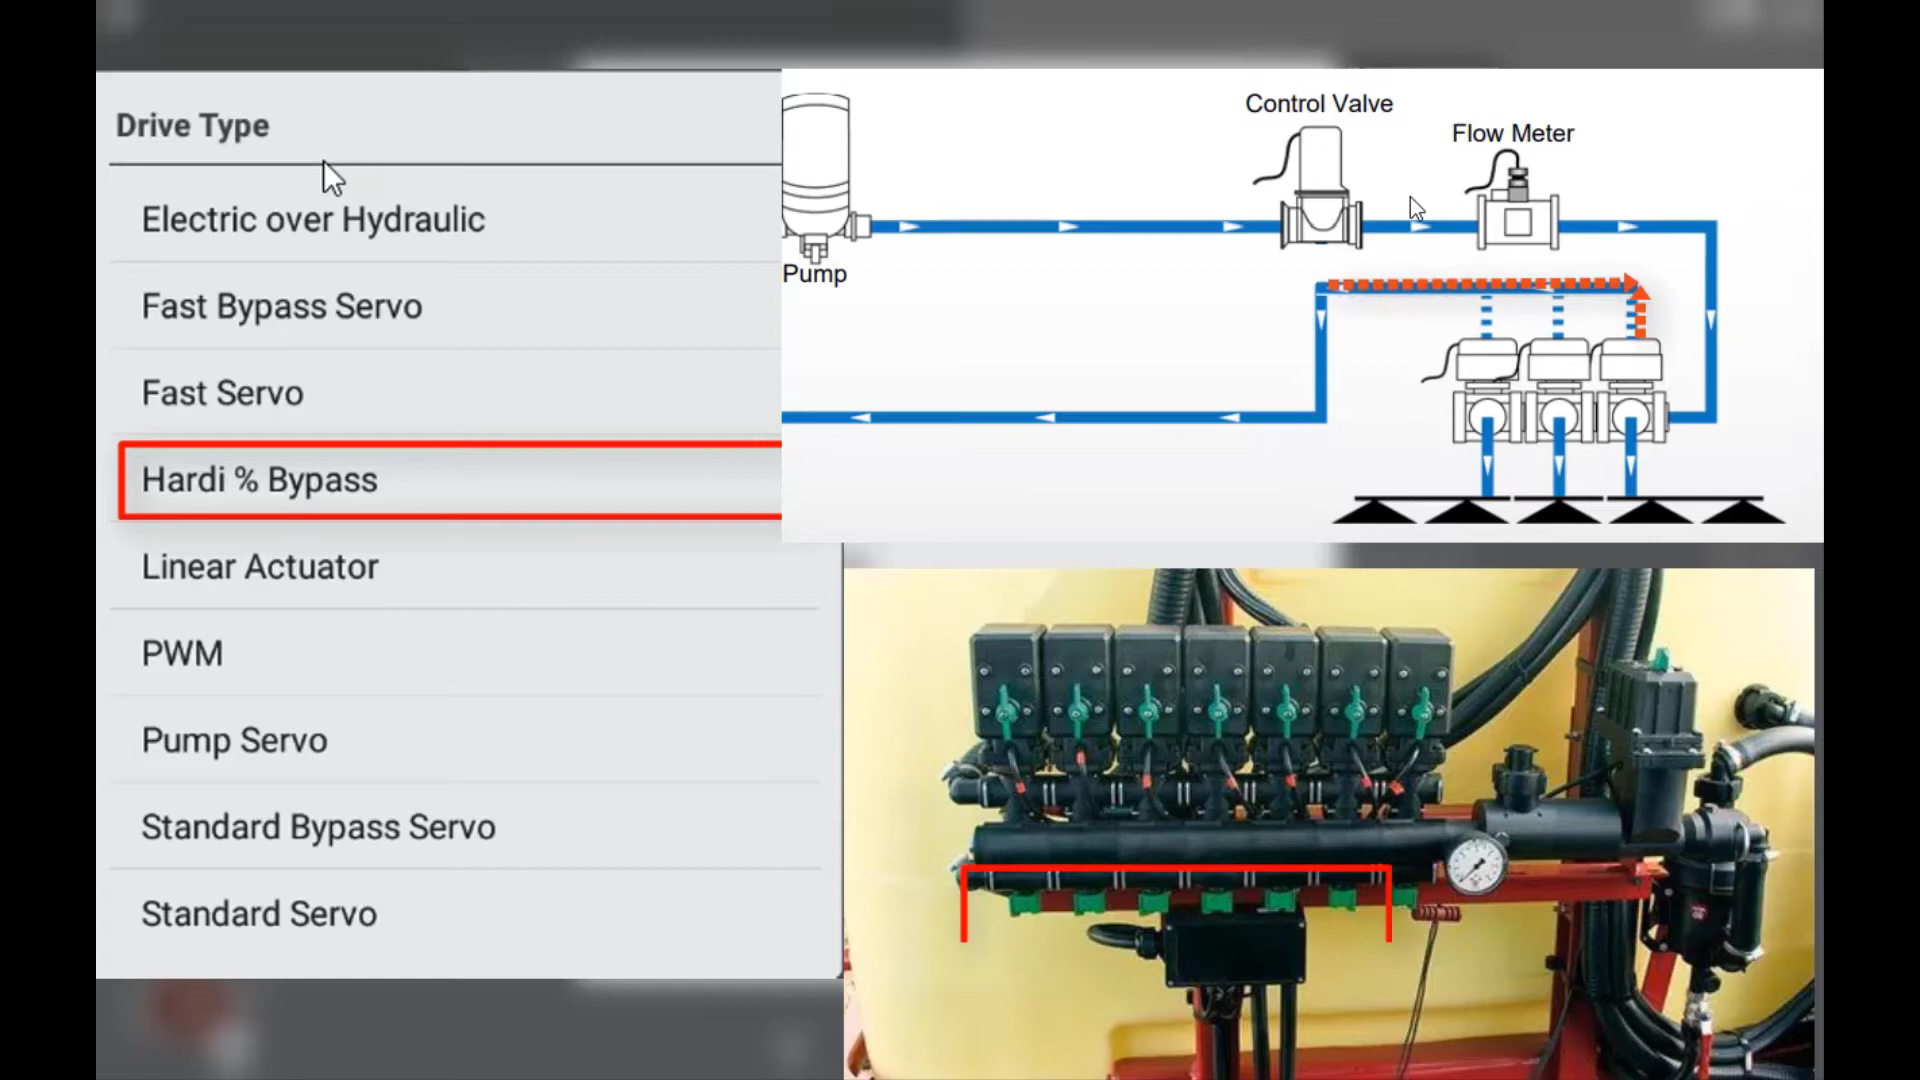 Drive Type
Electric over Hydraulic
Fast Bypass Servo
Fast Servo
Hardi % Bypass
Linear Actuator
PWM
Pump Servo
Standard Bypass Servo
Standard Servo
Control Valve
Flow Meter
Pump